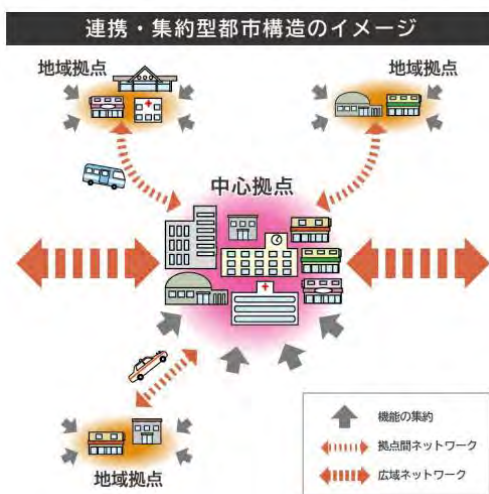 連携・集約型都市構造のイメージ
地域拠点
地域拠点
中心拠点
地域拠点
機能の集約
拠点間ネットワーク
広域ネットワーク